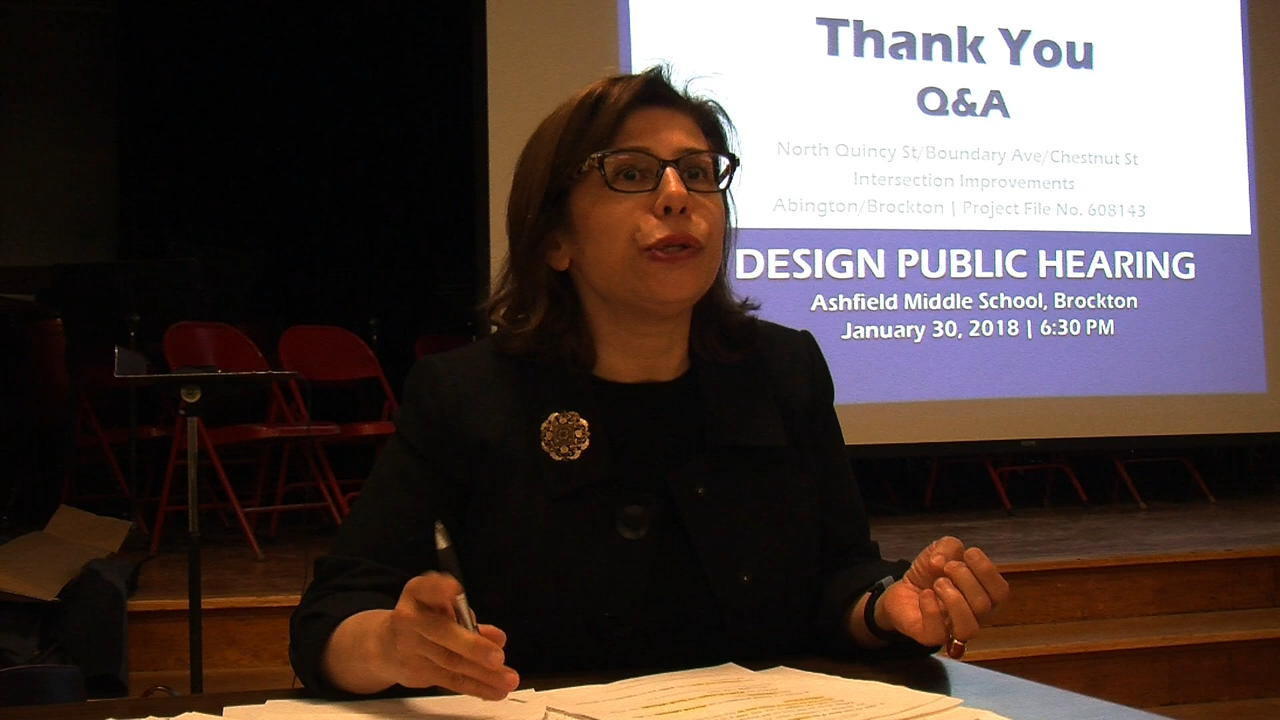 Thank You
Q&A
North Quincy St/Boundary Ave/Chestnut St
Intersection Improvements
Abington/Brockton | Project File No. 608143
DESIGN PUBLIC HEARING
Ashfield Middle School, Brockton
January 30, 2018 | 6:30 PM